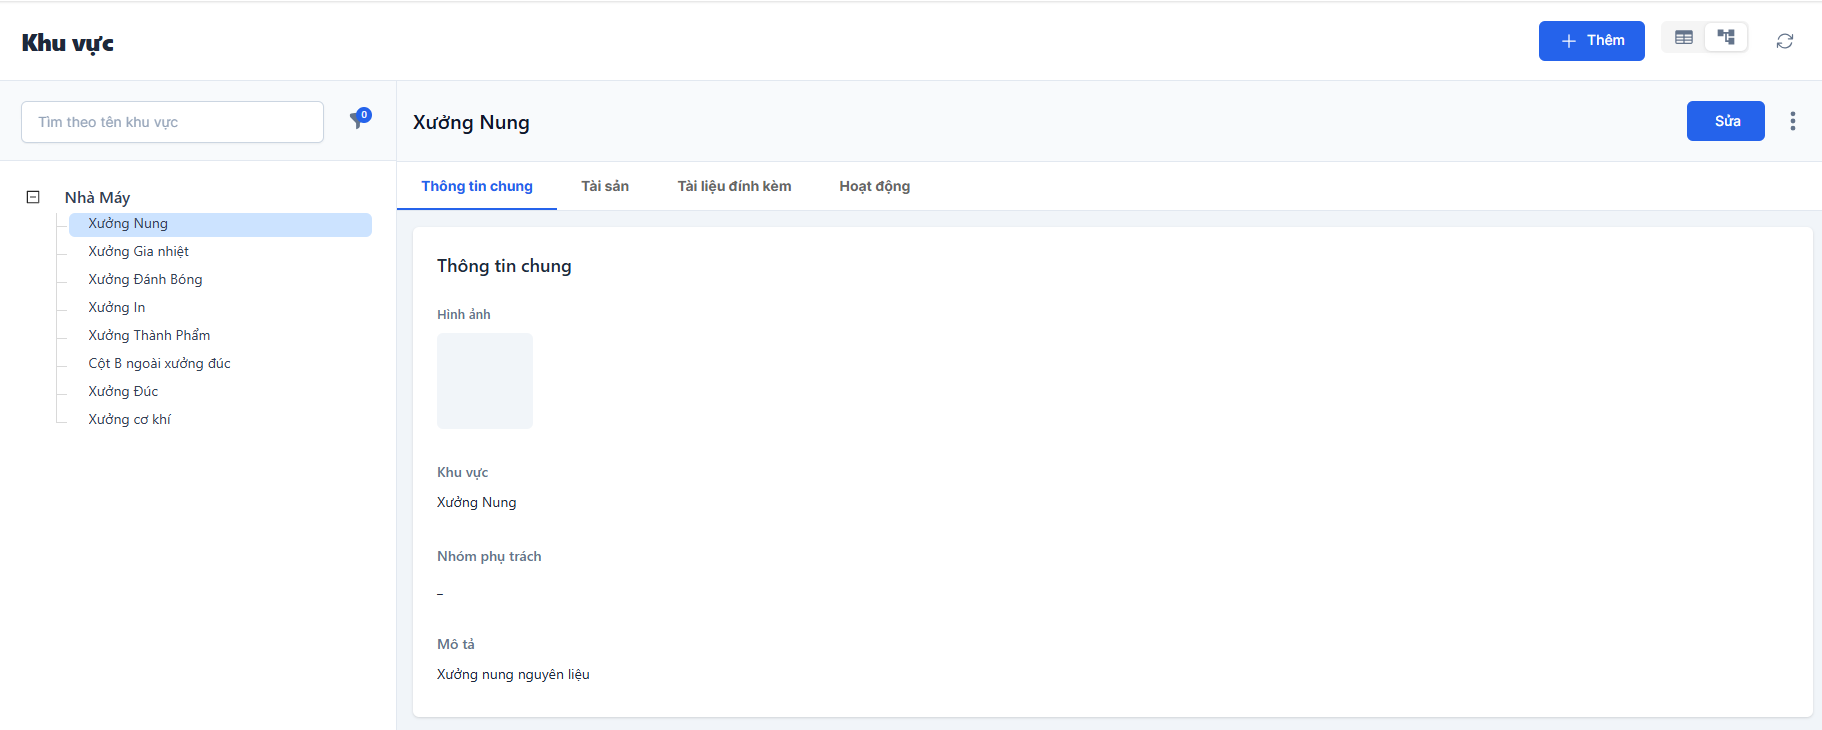 Khu vực
Thêm
Tìm theo tên khu vực
0
Nhà Máy
Xưởng Nung
Xưởng Gia nhiệt
Xưởng Đánh Bóng
Xưởng In
Xưởng Thành Phẩm
Cột B ngoài xưởng đúc
Xưởng Đúc
Xưởng cơ khí
Xưởng Nung
Sửa
Thông tin chung
Tài sản
Tài liệu đính kèm
Hoạt động
Thông tin chung
Hình ảnh
Khu vực
Xưởng Nung
Nhóm phụ trách
–
Mô tả
Xưởng nung nguyên liệu